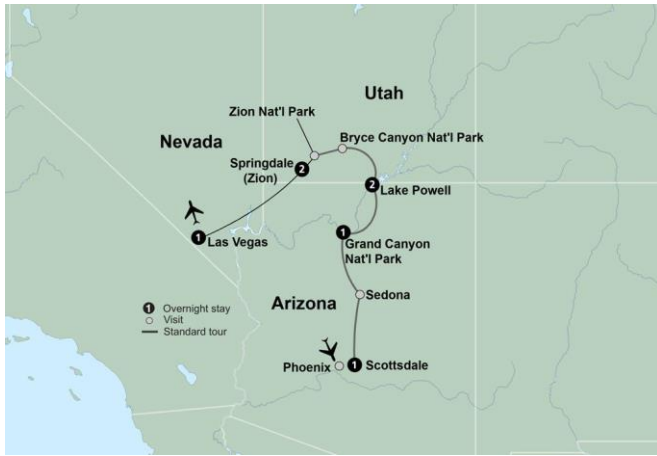 Utah
Zion Nat'l Park
Nevada
Bryce Canyon Nat'l Park
Springdale
(Zion)
2
2
Lake Powell
1
Las Vegas
1
Grand Canyon
Nat'l Park
Arizona
Sedona
1 Overnight stay
Visit
Standard tour
Phoenix
1
Scottsdale